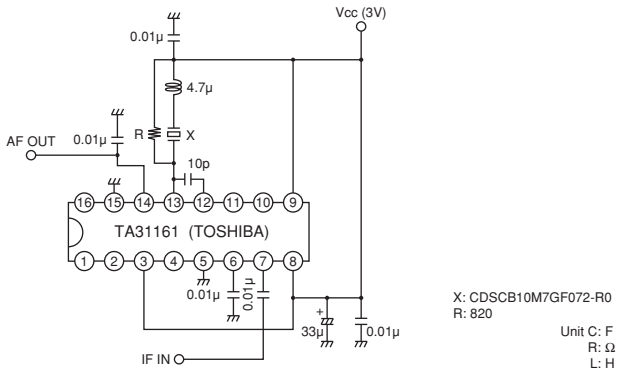 Vcc (3V)
0.01µ
4.7µ
R
X
AF OUT
0.01µ
10p
16 15 14 13 12 11 10 9
TA31161 (TOSHIBA)
1 2 3 4 5 6 7 8
0.01µ
0.01µ
+
33µ
0.01µ
IF IN
X: CDSCB10M7GF072-R0
R: 820
Unit C: F
R: Ω
L: H